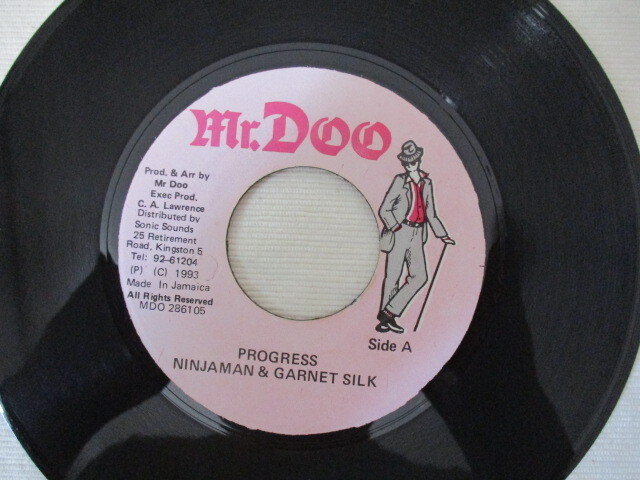 Mr. Doo
Prod. & Arr by
Mr Doo
Exec Prod.
C. A. Lawrence
Distributed by
Sonic Sounds
25 Retirement
Road, Kingston 5
Tel: 92-61204
(P) (C) 1993
Made In Jamaica
All Rights Reserved
MDO 286105
Side A
PROGRESS
NINJAMAN & GARNET SILK